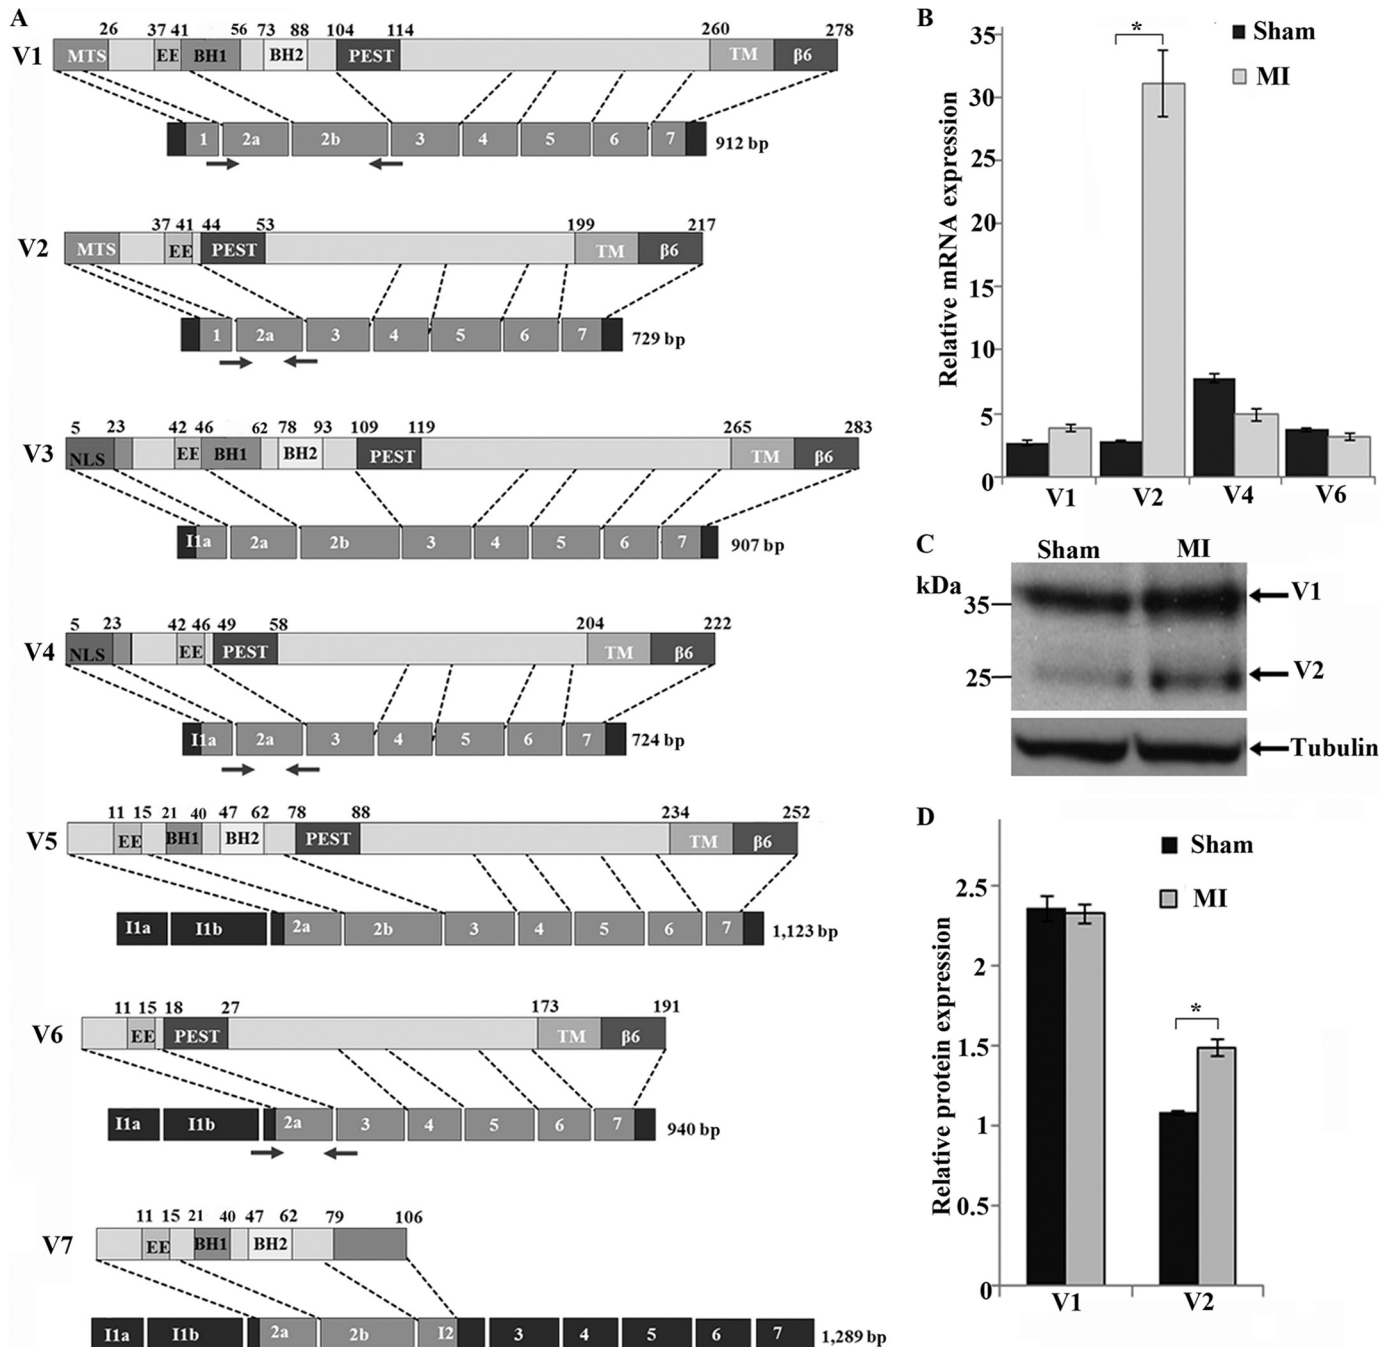 A
26 37 41 56 73 88 104 114 260 278
V1 MTS EE BH1 BH2 PEST TM β6
1 2a 2b 3 4 5 6 7 912 bp
37 41 44 53 199 217
V2 MTS EE PEST TM β6
1 2a 3 4 5 6 7 729 bp
5 23 42 46 62 78 93 109 119 265 283
V3 NLS EE BH1 BH2 PEST TM β6
I1a 2a 2b 3 4 5 6 7 907 bp
5 23 42 46 49 58 204 222
V4 NLS EE PEST TM β6
I1a 2a 3 4 5 6 7 724 bp
11 15 21 40 47 62 78 88 234 252
V5 EE BH1 BH2 PEST TM β6
I1a I1b 2a 2b 3 4 5 6 7 1,123 bp
11 15 18 27 173 191
V6 EE PEST TM β6
I1a I1b 2a 3 4 5 6 7 940 bp
11 15 21 40 47 62 79 106
V7 EE BH1 BH2
I1a I1b 2a 2b I2 3 4 5 6 7 1,289 bp
B
Relative mRNA expression
35
30
25
20
15
10
5
0
* Sham
MI
V1 V2 V4 V6
C
Sham MI
kDa
35 V1
25 V2
Tubulin
D
Relative protein expression
Sham
MI
2.5
2
1.5
1
0.5
0
*
V1 V2